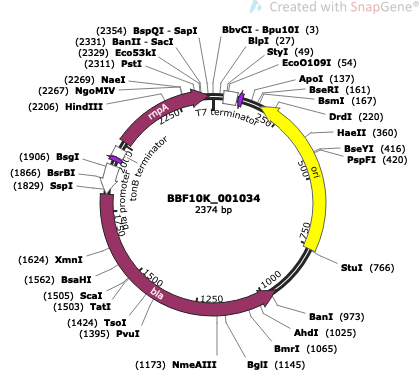 Created with SnapGene®
(2354) BspQI - SapI
(2331) BanII - SacI
(2329) Eco53kI
(2311) PstI
(2269) NaeI
(2267) NgoMIV
(2206) HindIII
(1906) BsgI
(1866) BsrBI
(1829) SspI
(1624) XmnI
(1562) BsaHI
(1505) ScaI
(1503) TatI
(1424) TsoI
(1395) PvuI
(1173) NmeAIII
BbvCI - Bpu10I (3)
BlpI (27)
StyI (49)
EcoO109I (54)
ApoI (137)
BseRI (161)
BsmI (167)
DrdI (220)
HaeII (360)
BseYI (416)
PspFI (420)
StuI (766)
BanI (973)
AhdI (1025)
BmrI (1065)
BglI (1145)
T7 terminator
rnpA
tonB terminator
bla promoter
bla
ori
250
500
750
1000
1250
1500
2250
BBF10K_001034
2374 bp